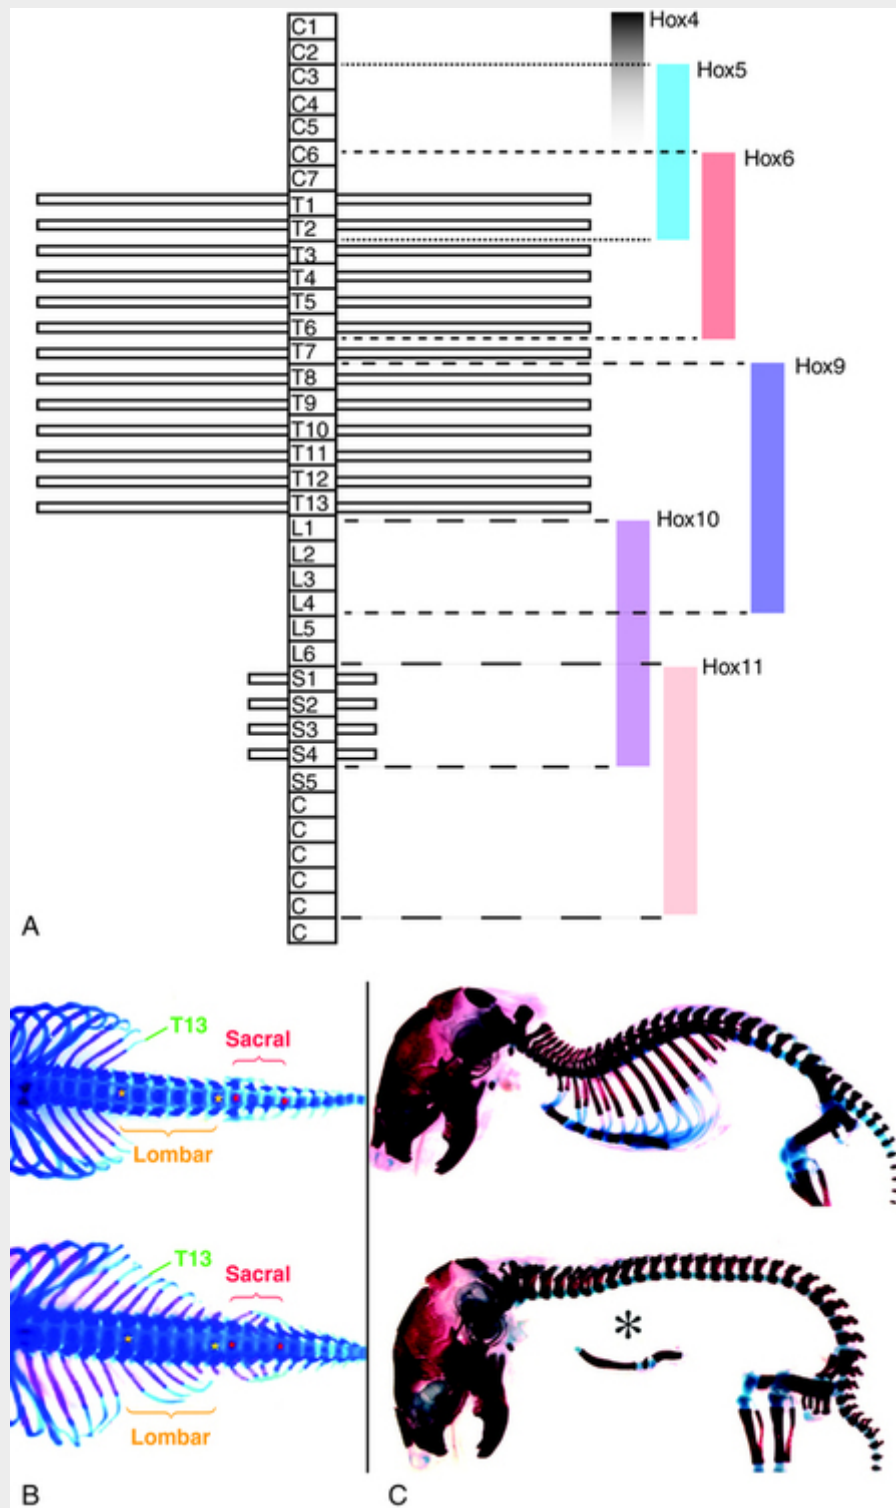 C1
Hox4
C2
C3
Hox5
C4
C5
C6
Hox6
C7
T1
T2
T3
T4
T5
T6
T7
Hox9
T8
T9
T10
T11
T12
T13
L1
Hox10
L2
L3
L4
L5
L6
S1
Hox11
S2
S3
S4
S5
C
C
C
C
C
C
A
T13
Sacral
Lombar
T13
Sacral
*
Lombar
B
C